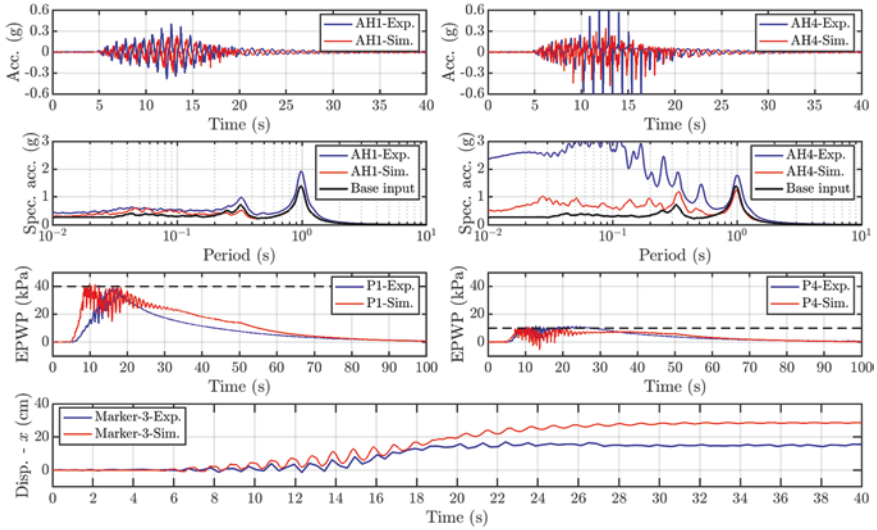 Acc. (g)
0.6
0.3
0
-0.3
-0.6
AH1-Exp.
AH1-Sim.
0 5 10 15 20 25 30 35 40
Time (s)
Acc. (g)
0.6
0.3
0
-0.3
-0.6
AH4-Exp.
AH4-Sim.
0 5 10 15 20 25 30 35 40
Time (s)
Spec. acc. (g)
3
2
1
0
AH1-Exp.
AH1-Sim.
Base input
10⁻² 10⁻¹ 10⁰ 10¹
Period (s)
Spec. acc. (g)
3
2
1
0
AH4-Exp.
AH4-Sim.
Base input
10⁻² 10⁻¹ 10⁰ 10¹
Period (s)
EPWP (kPa)
40
20
0
P1-Exp.
P1-Sim.
0 10 20 30 40 50 60 70 80 90 100
Time (s)
EPWP (kPa)
40
20
0
P4-Exp.
P4-Sim.
0 10 20 30 40 50 60 70 80 90 100
Time (s)
Disp. - x (cm)
40
20
0
Marker-3-Exp.
Marker-3-Sim.
0 2 4 6 8 10 12 14 16 18 20 22 24 26 28 30 32 34 36 38 40
Time (s)